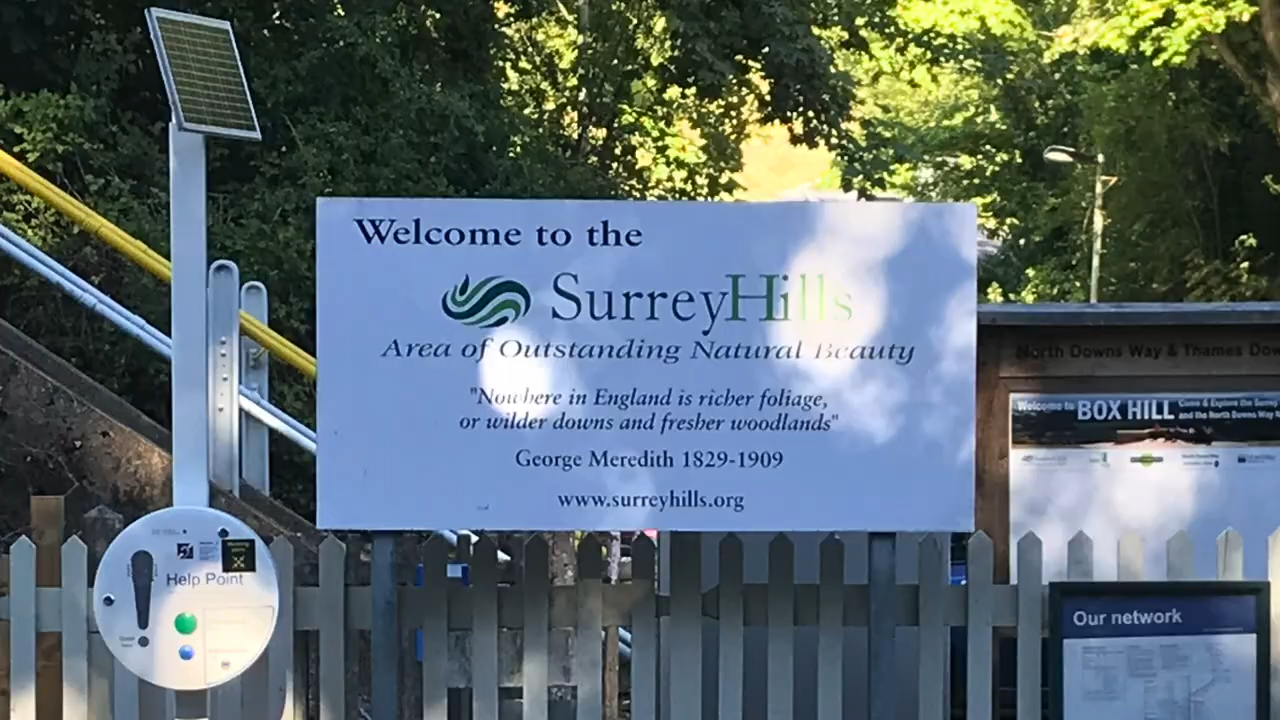 Welcome to the
SurreyHills
Area of Outstanding Natural Beauty
"Nowhere in England is richer foliage,
or wilder downs and fresher woodlands"
George Meredith 1829-1909
www.surreyhills.org
North Downs Way & Thames Dow
Welcome to BOX HILL Come & Explore the Surrey
and the North Downs Way
Help Point
Our network